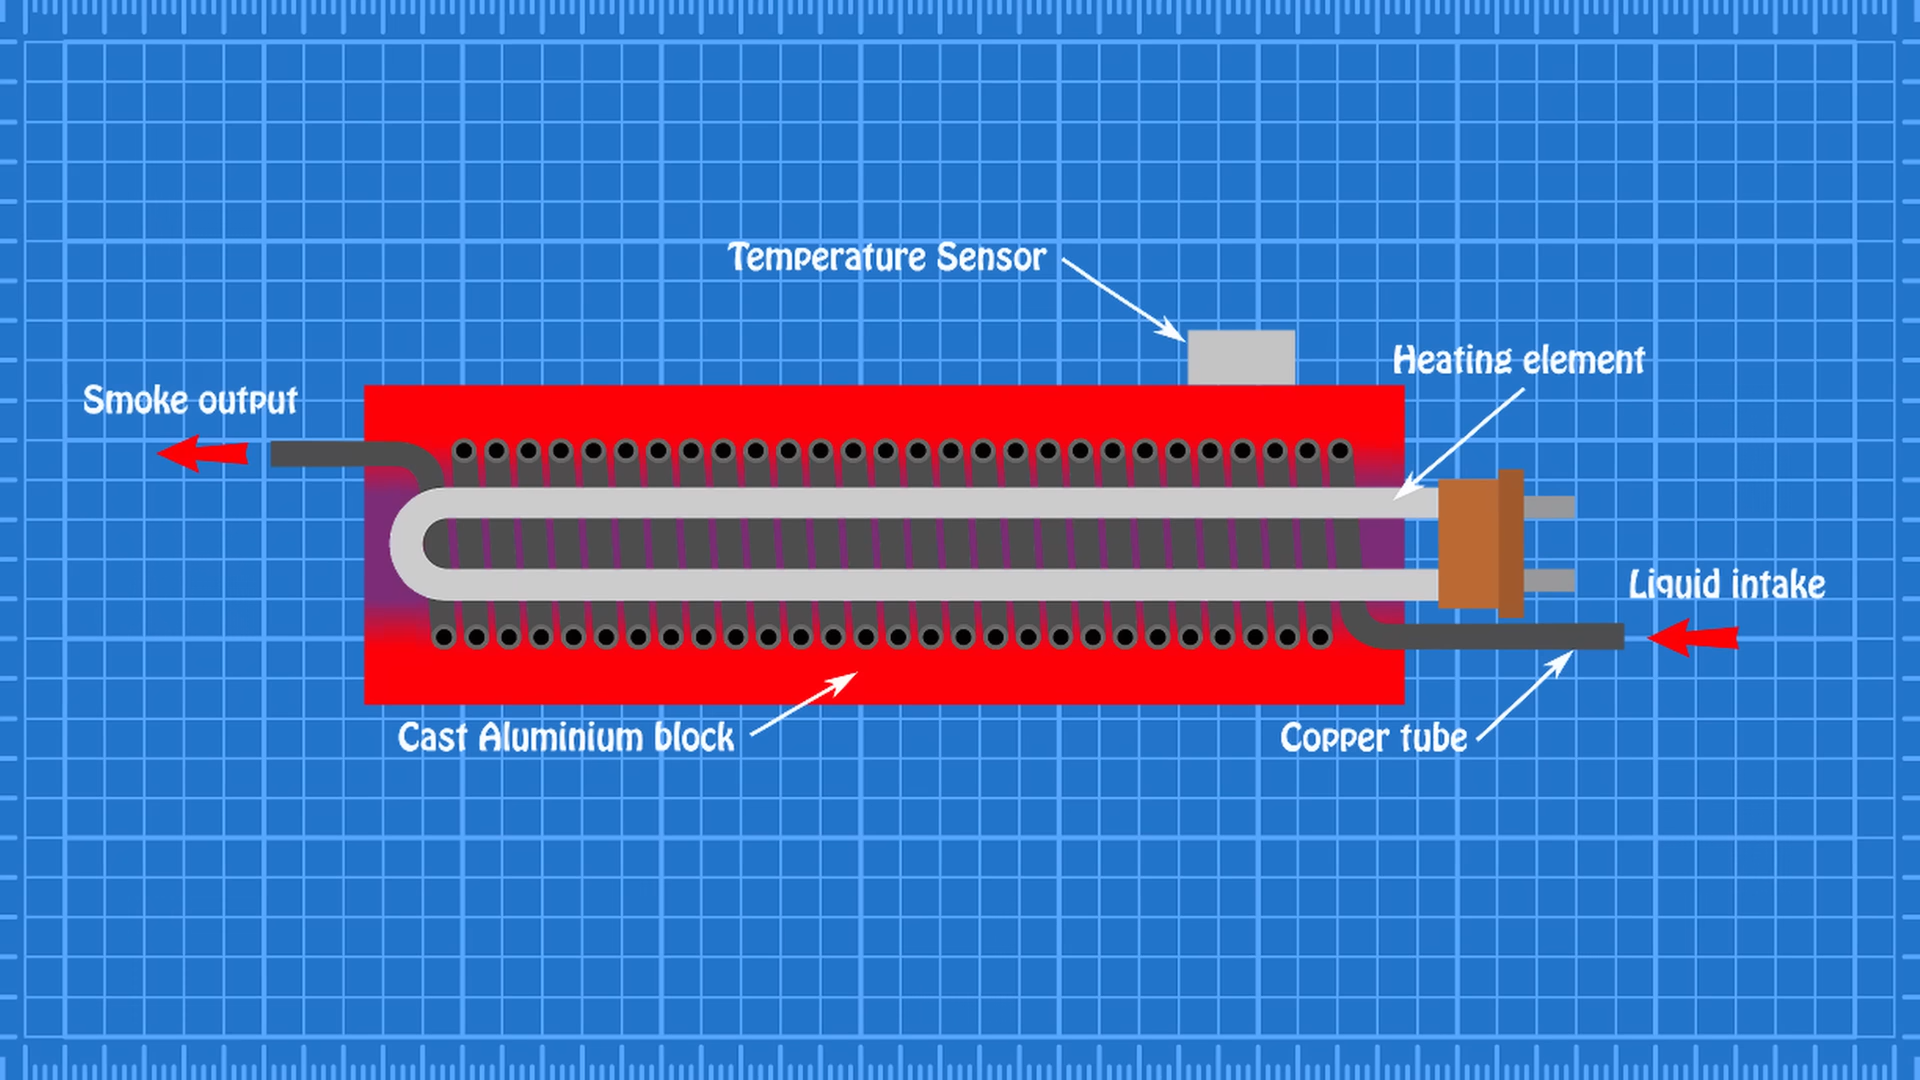 Temperature Sensor
Heating element
Smoke output
Liquid intake
Cast Aluminium block
Copper tube